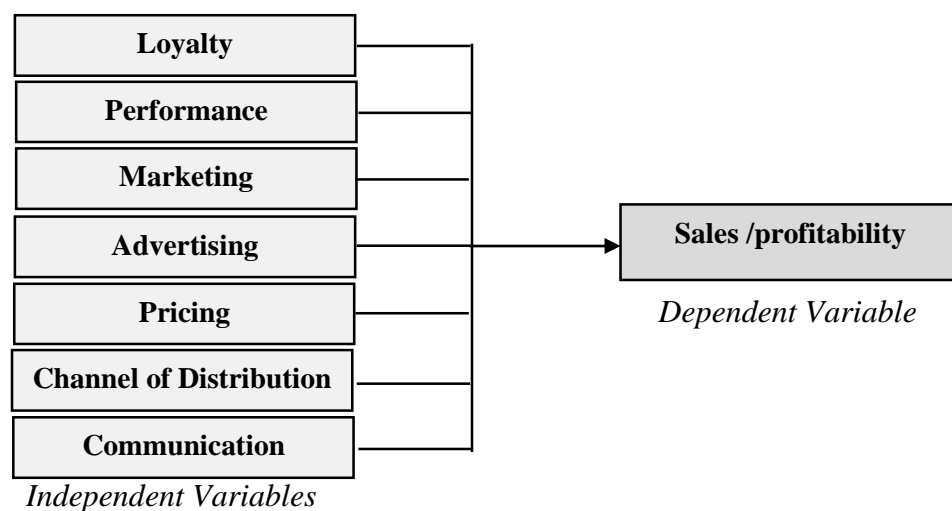 Loyalty
Performance
Marketing
Advertising
Pricing
Channel of Distribution
Communication
Independent Variables
Sales /profitability
Dependent Variable